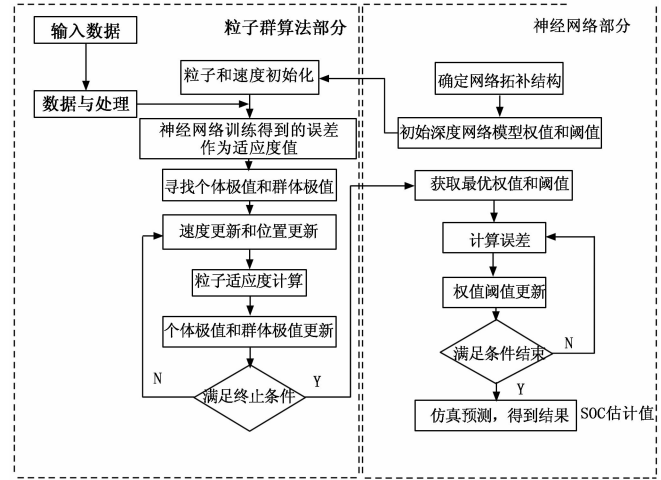 粒子群算法部分
输入数据
数据与处理
粒子和速度初始化
神经网络训练得到的误差
作为适应度值
寻找个体极值和群体极值
速度更新和位置更新
粒子适应度计算
个体极值和群体极值更新
满足终止条件
N
Y
神经网络部分
确定网络拓补结构
初始深度网络模型权值和阈值
获取最优权值和阈值
计算误差
权值阈值更新
满足条件结束
N
Y
仿真预测，得到结果
SOC估计值